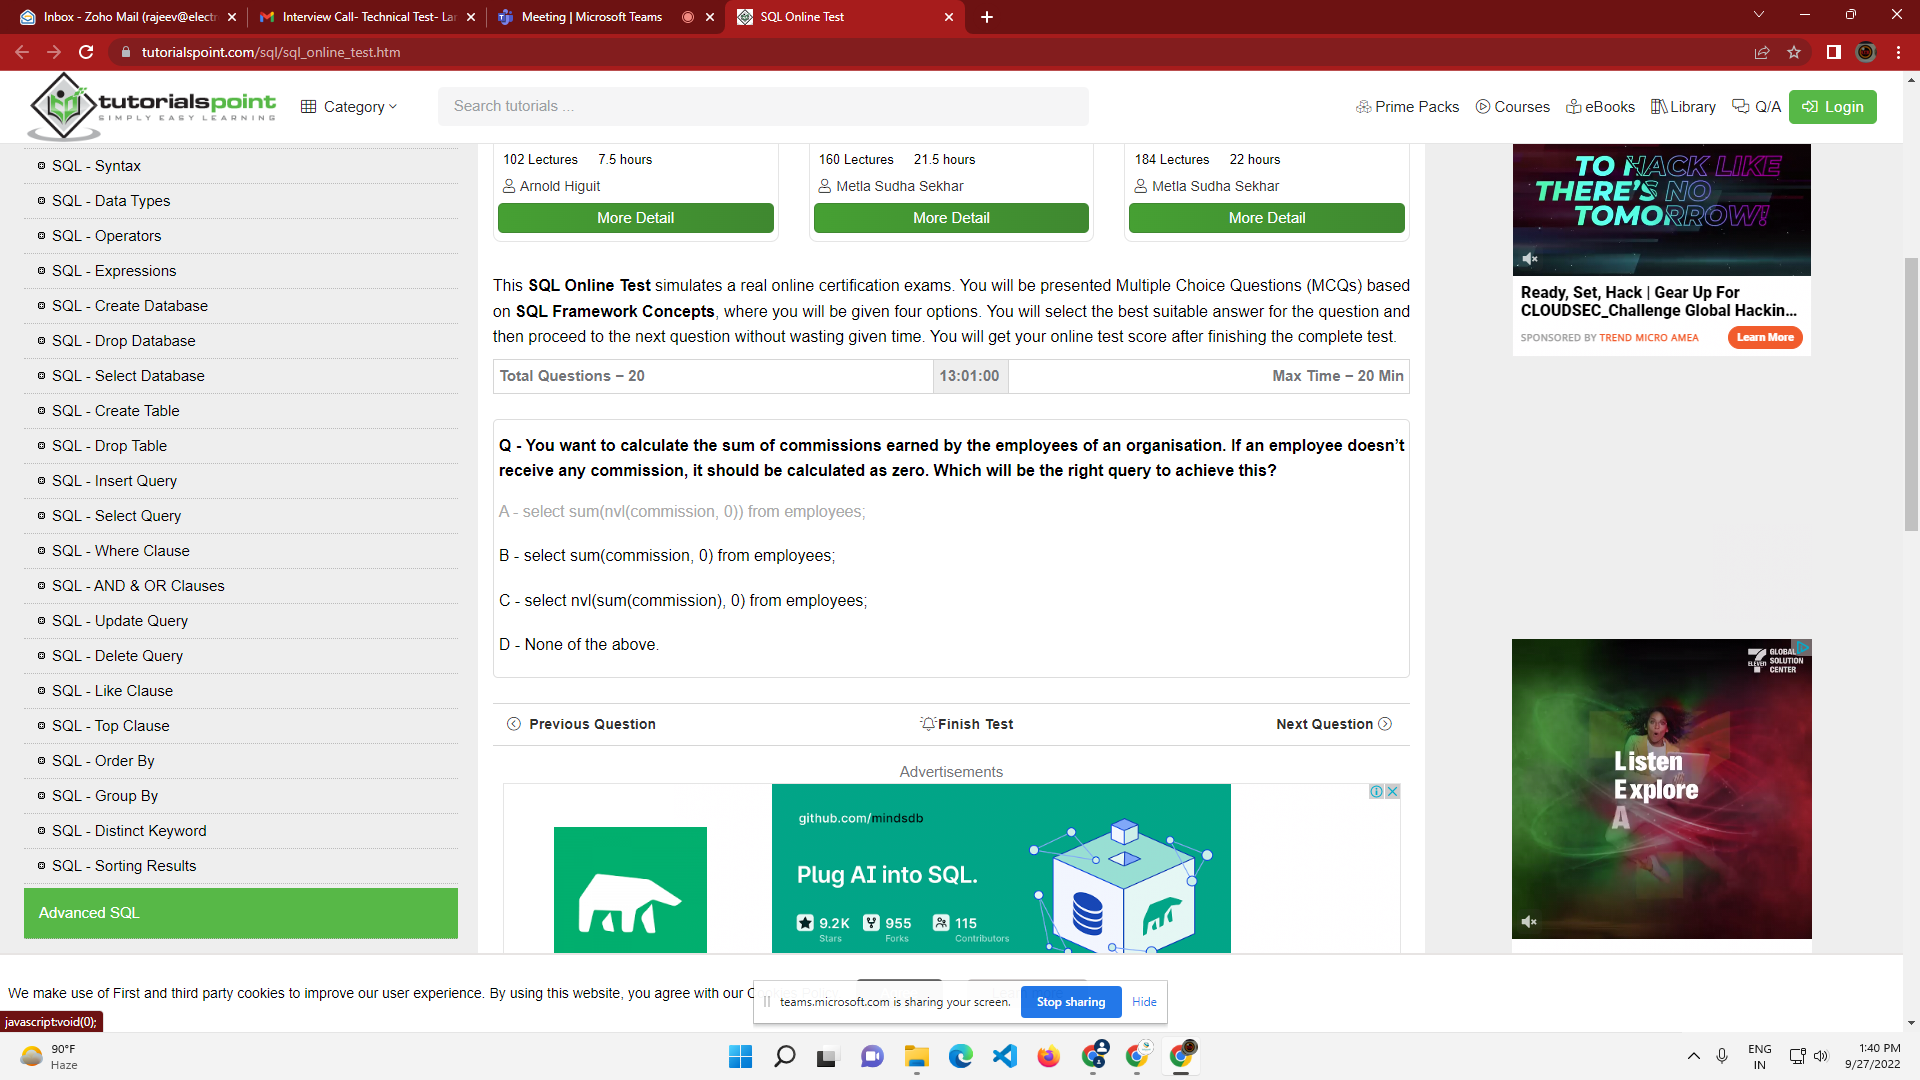 Inbox - Zoho Mail (rajeev@electr
Interview Call- Technical Test- Lar
Meeting | Microsoft Teams
SQL Online Test
tutorialspoint.com/sql/sql_online_test.htm
tutorialspoint
SIMPLY EASY LEARNING
Category
Search tutorials ...
Prime Packs
Courses
eBooks
Library
Q/A
Login
SQL - Syntax
SQL - Data Types
SQL - Operators
SQL - Expressions
SQL - Create Database
SQL - Drop Database
SQL - Select Database
SQL - Create Table
SQL - Drop Table
SQL - Insert Query
SQL - Select Query
SQL - Where Clause
SQL - AND & OR Clauses
SQL - Update Query
SQL - Delete Query
SQL - Like Clause
SQL - Top Clause
SQL - Order By
SQL - Group By
SQL - Distinct Keyword
SQL - Sorting Results
Advanced SQL
102 Lectures 7.5 hours
Arnold Higuit
More Detail
160 Lectures 21.5 hours
Metla Sudha Sekhar
More Detail
184 Lectures 22 hours
Metla Sudha Sekhar
More Detail
This SQL Online Test simulates a real online certification exams. You will be presented Multiple Choice Questions (MCQs) based
on SQL Framework Concepts, where you will be given four options. You will select the best suitable answer for the question and
then proceed to the next question without wasting given time. You will get your online test score after finishing the complete test.
Total Questions − 20 13:01:00 Max Time − 20 Min
Q - You want to calculate the sum of commissions earned by the employees of an organisation. If an employee doesn’t
receive any commission, it should be calculated as zero. Which will be the right query to achieve this?
A - select sum(nvl(commission, 0)) from employees;
B - select sum(commission, 0) from employees;
C - select nvl(sum(commission), 0) from employees;
D - None of the above.
Previous Question
Finish Test
Next Question
Advertisements
github.com/mindsdb
Plug AI into SQL.
9.2K 955 115
Stars Forks Contributors
TO HACK LIKE
THERE'S NO
TOMORROW!
Ready, Set, Hack | Gear Up For
CLOUDSEC_Challenge Global Hackin...
SPONSORED BY TREND MICRO AMEA
Learn More
7
ELEVEN
GLOBAL
SOLUTION
CENTER
Listen
Explore
A
We make use of First and third party cookies to improve our user experience. By using this website, you agree with our C
javascript:void(0);
teams.microsoft.com is sharing your screen.
Stop sharing
Hide
90°F
Haze
ENG
IN
1:40 PM
9/27/2022